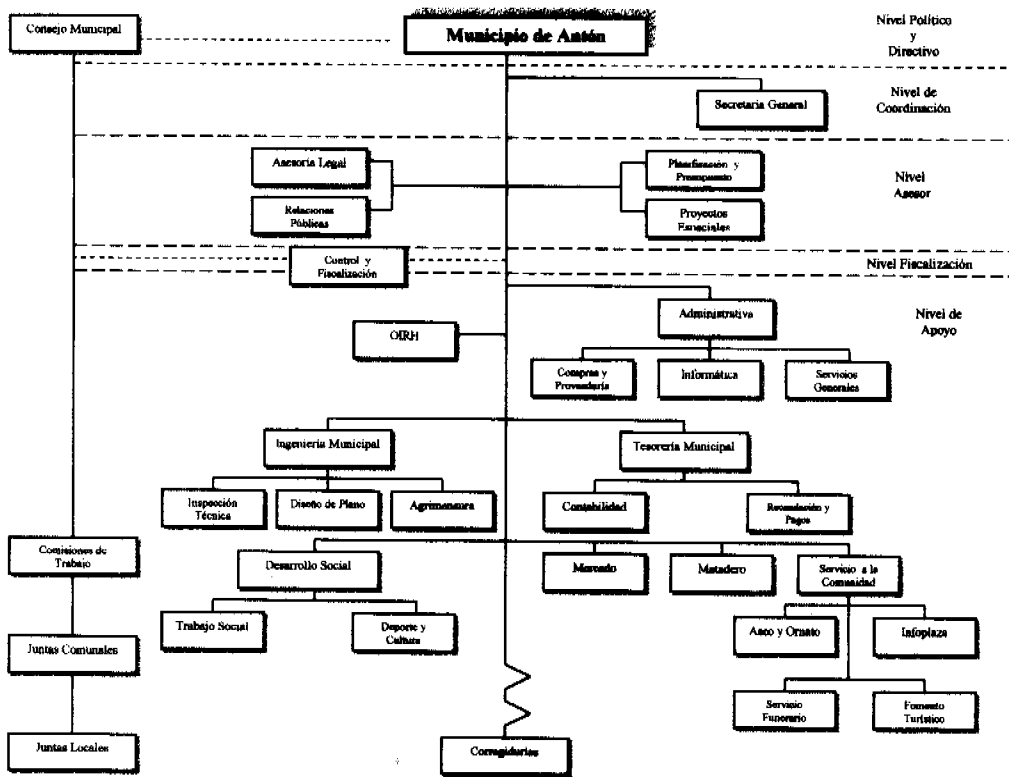 Consejo Municipal
Municipio de Antón
Nivel Político
y
Directivo
Secretaria General
Nivel de
Coordinación
Asesoría Legal
Planificación y
Presupuesto
Relaciones
Públicas
Proyectos
Especiales
Nivel
Asesor
Control y
Fiscalización
Nivel Fiscalización
OIRH
Administrativa
Nivel de
Apoyo
Compras y
Proveeduría
Informática
Servicios
Generales
Ingeniería Municipal
Tesorería Municipal
Inspección
Técnica
Diseño de Plano
Agrimensura
Contabilidad
Recaudación y
Pagos
Comisiones de
Trabajo
Desarrollo Social
Mercado
Matadero
Servicio a la
Comunidad
Trabajo Social
Deporte y
Cultura
Aseo y Ornato
Infoplaza
Juntas Comunales
Servicio
Funerario
Fomento
Turístico
Juntas Locales
Corregidurías